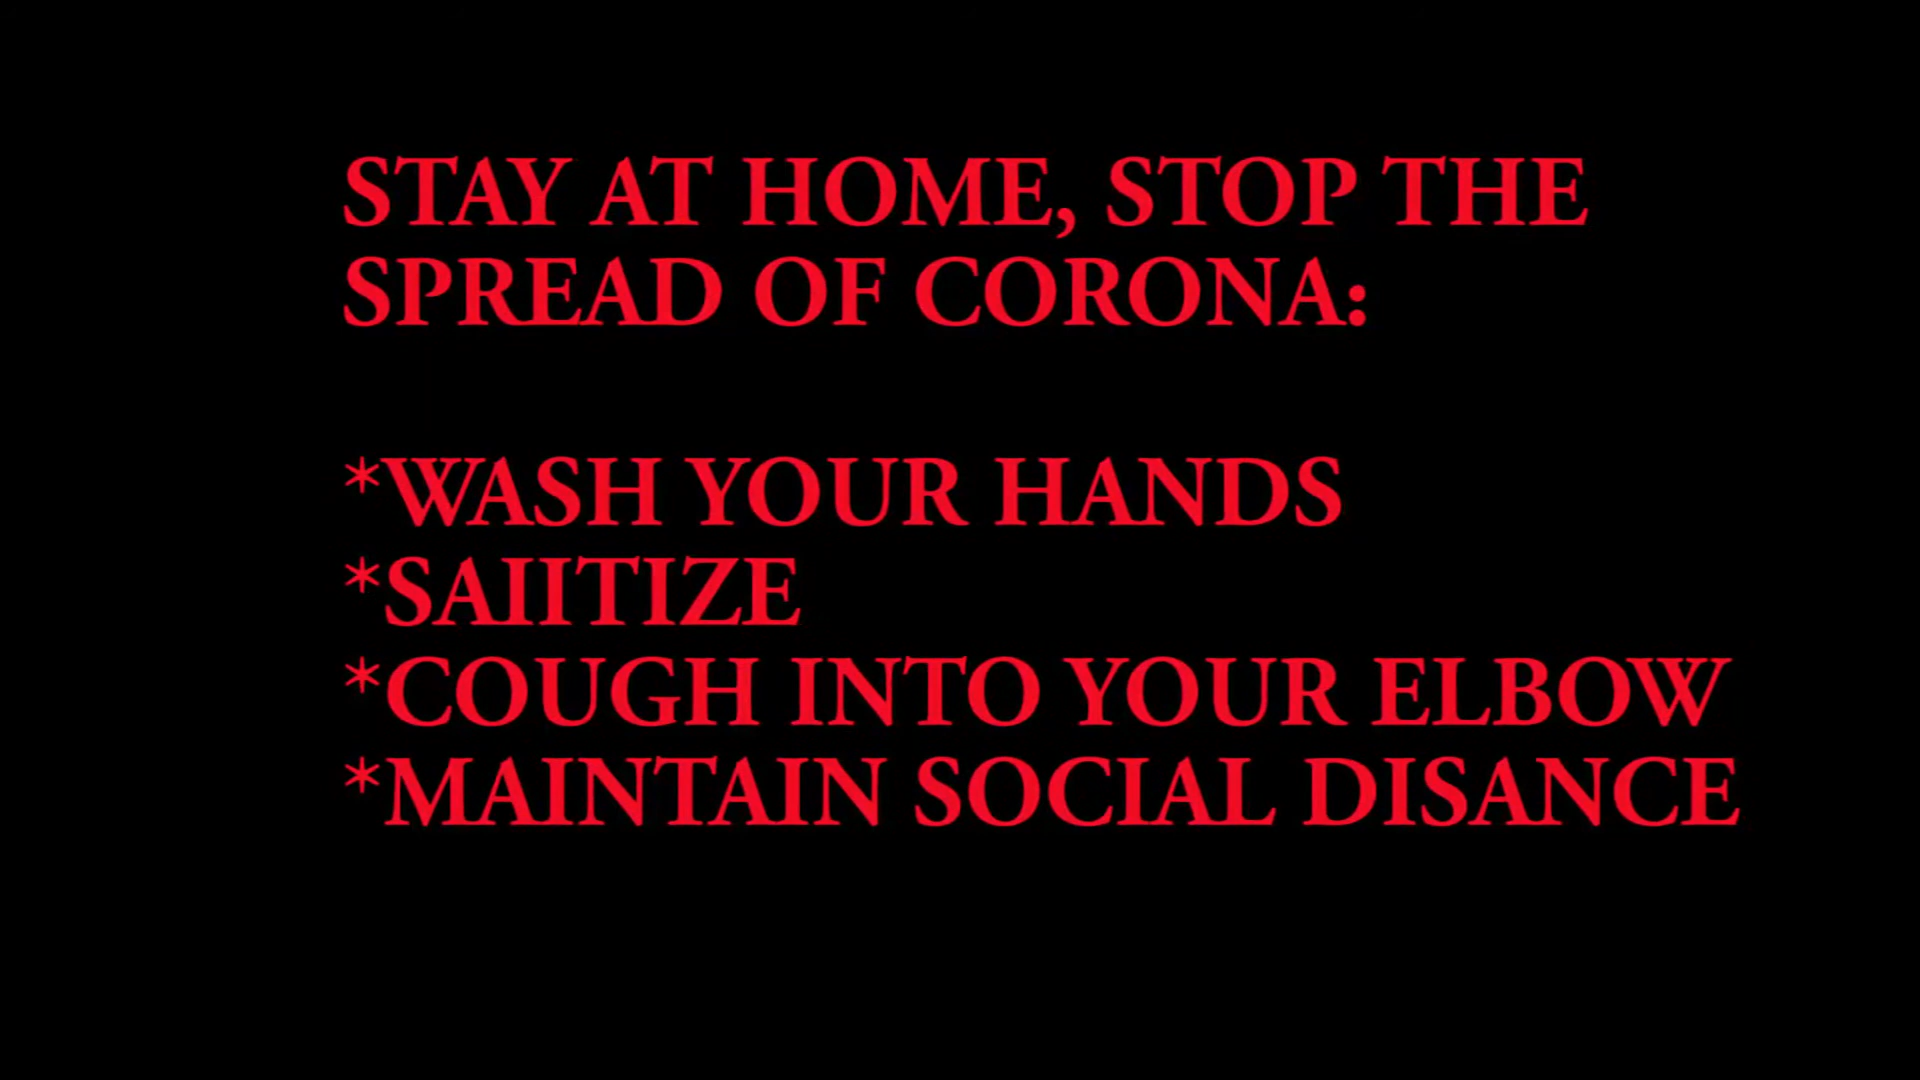 STAY AT HOME, STOP THE
SPREAD OF CORONA:
*WASH YOUR HANDS
*SAIITIZE
*COUGH INTO YOUR ELBOW
*MAINTAIN SOCIAL DISANCE